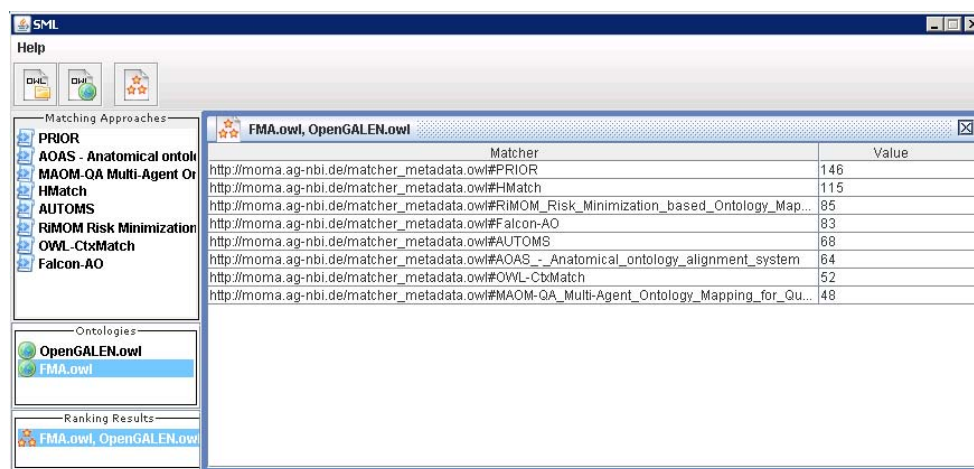 SML
Help
OWL OWL
Matching Approaches
PRIOR
AOAS - Anatomical ontol
MAOM-QA Multi-Agent Or
HMatch
AUTOMS
RiMOM Risk Minimization
OWL-CtxMatch
Falcon-AO
Ontologies
OpenGALEN.owl
FMA.owl
Ranking Results
FMA.owl, OpenGALEN.owl
FMA.owl, OpenGALEN.owl
Matcher Value
http://moma.ag-nbi.de/matcher_metadata.owl#PRIOR 146
http://moma.ag-nbi.de/matcher_metadata.owl#HMatch 115
http://moma.ag-nbi.de/matcher_metadata.owl#RiMOM_Risk_Minimization_based_Ontology_Map... 85
http://moma.ag-nbi.de/matcher_metadata.owl#Falcon-AO 83
http://moma.ag-nbi.de/matcher_metadata.owl#AUTOMS 68
http://moma.ag-nbi.de/matcher_metadata.owl#AOAS_-_Anatomical_ontology_alignment_system 64
http://moma.ag-nbi.de/matcher_metadata.owl#OWL-CtxMatch 52
http://moma.ag-nbi.de/matcher_metadata.owl#MAOM-QA_Multi-Agent_Ontology_Mapping_for_Qu... 48